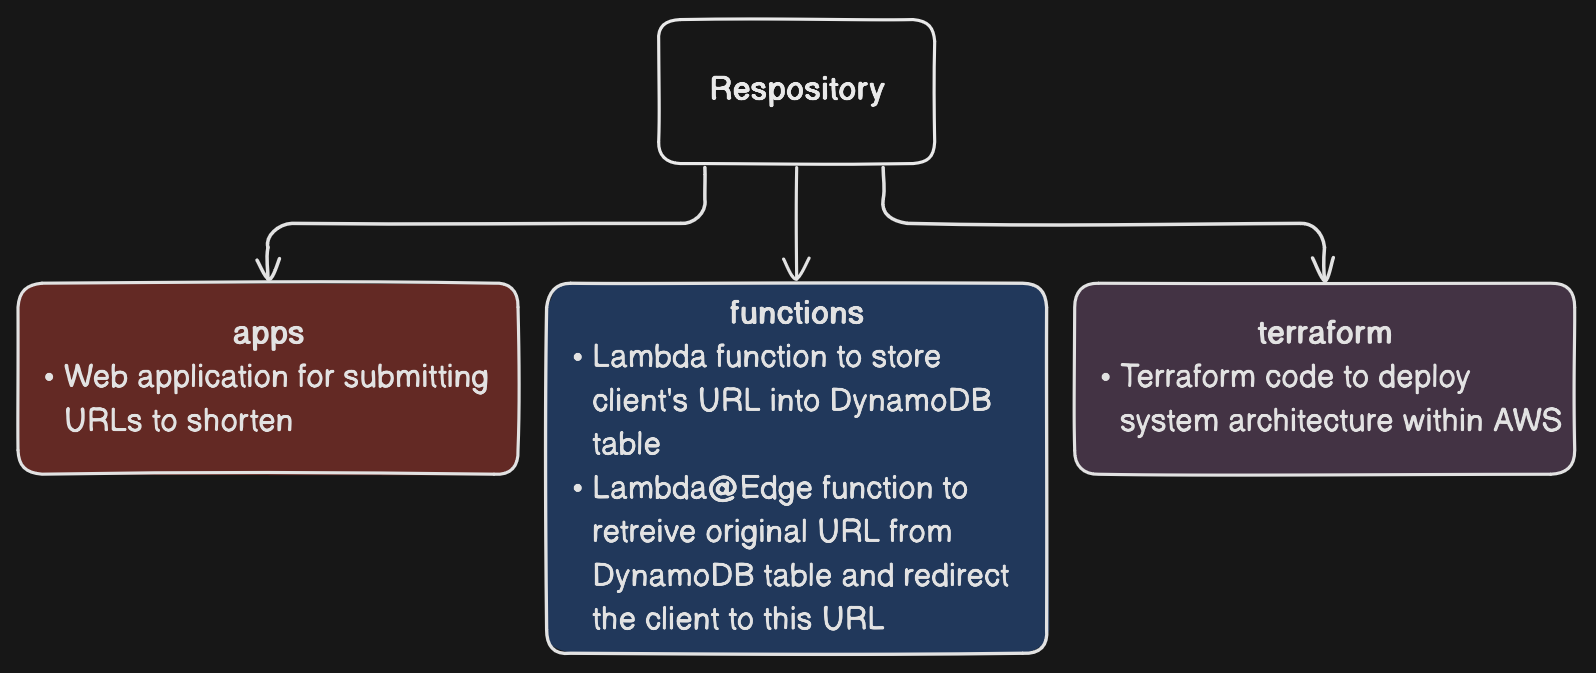 Respository
apps
• Web application for submitting
URLs to shorten
functions
• Lambda function to store
client's URL into DynamoDB
table
• Lambda@Edge function to
retreive original URL from
DynamoDB table and redirect
the client to this URL
terraform
• Terraform code to deploy
system architecture within AWS